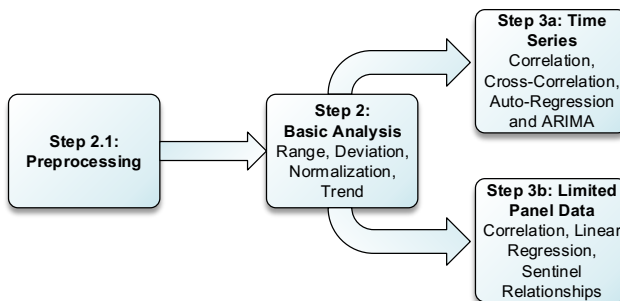 Step 2.1:
Preprocessing
Step 2:
Basic Analysis
Range, Deviation,
Normalization,
Trend
Step 3a: Time
Series
Correlation,
Cross-Correlation,
Auto-Regression
and ARIMA
Step 3b: Limited
Panel Data
Correlation, Linear
Regression,
Sentinel
Relationships